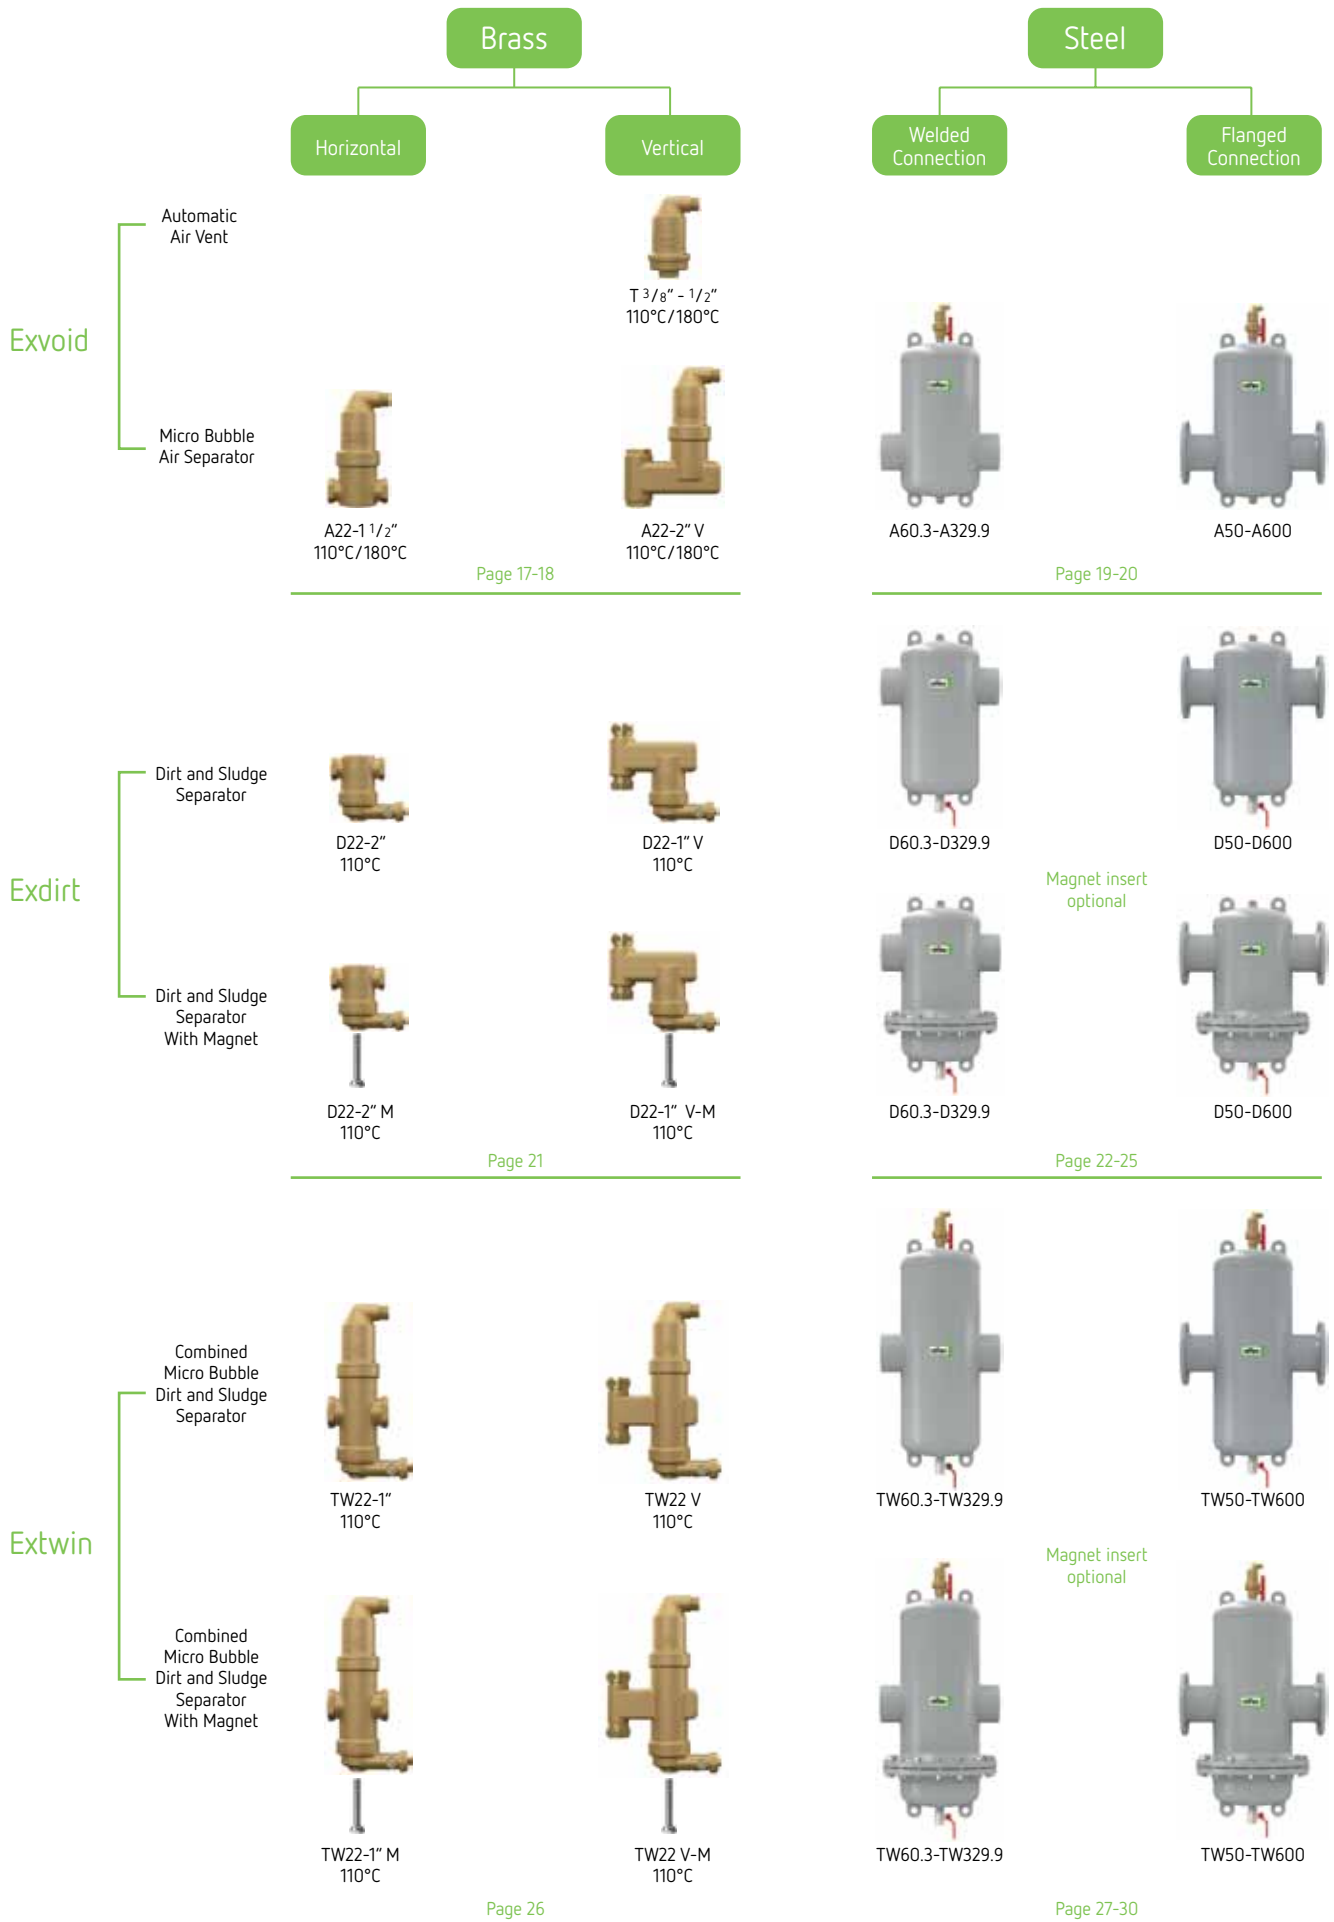 Brass
Steel
Horizontal
Vertical
Welded
Connection
Flanged
Connection
Exvoid
Automatic
Air Vent
T 3/8" - 1/2"
110°C/180°C
Micro Bubble
Air Separator
A22-1 1/2"
110°C/180°C
A22-2" V
110°C/180°C
A60.3-A329.9
A50-A600
Page 17-18
Page 19-20
Exdirt
Dirt and Sludge
Separator
D22-2"
110°C
D22-1" V
110°C
D60.3-D329.9
D50-D600
Magnet insert
optional
Dirt and Sludge
Separator
With Magnet
D22-2" M
110°C
D22-1" V-M
110°C
D60.3-D329.9
D50-D600
Page 21
Page 22-25
Extwin
Combined
Micro Bubble
Dirt and Sludge
Separator
TW22-1"
110°C
TW22 V
110°C
TW60.3-TW329.9
TW50-TW600
Magnet insert
optional
Combined
Micro Bubble
Dirt and Sludge
Separator
With Magnet
TW22-1" M
110°C
TW22 V-M
110°C
TW60.3-TW329.9
TW50-TW600
Page 26
Page 27-30